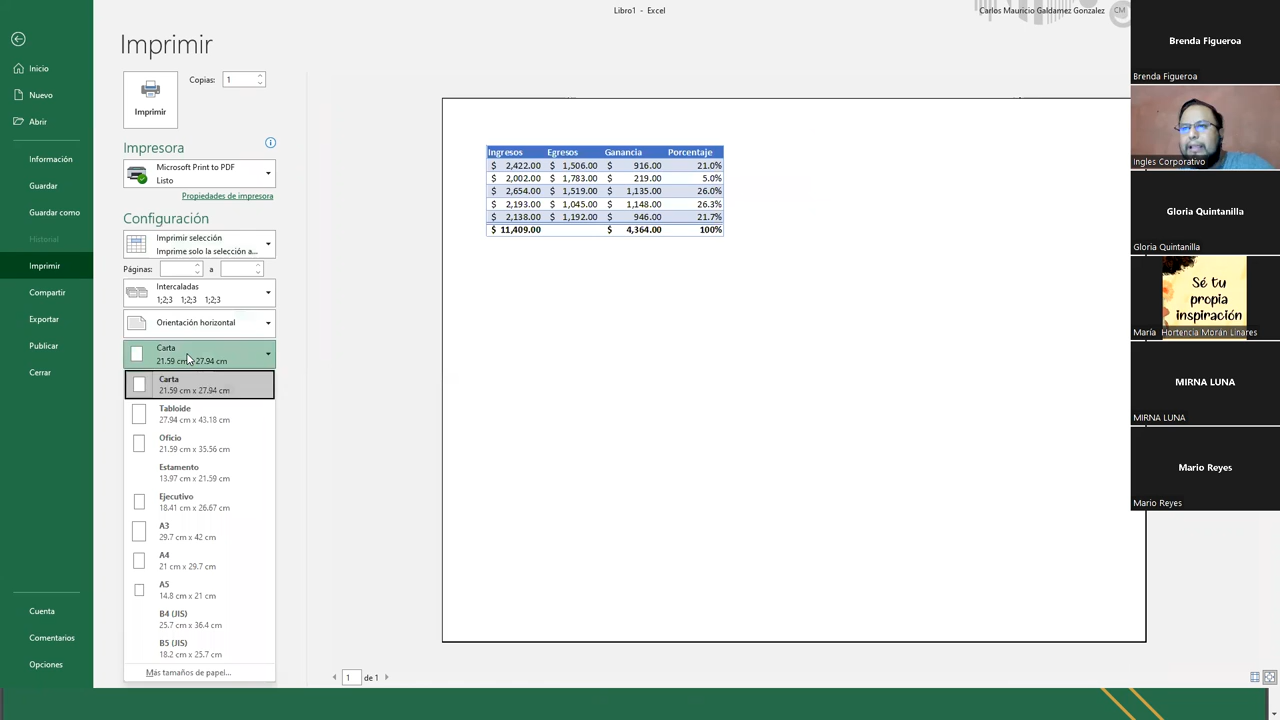 Libro1 - Excel
Carlos Mauricio Galdamez Gonzalez
CM
Imprimir
Inicio
Nuevo
Abrir
Información
Guardar
Guardar como
Historial
Imprimir
Compartir
Exportar
Publicar
Cerrar
Cuenta
Comentarios
Opciones
Imprimir
Copias: 1
Impresora
Microsoft Print to PDF
Listo
Propiedades de impresora
Configuración
Imprimir selección
Imprime solo la selección a...
Páginas: a
Intercaladas
1;2;3 1;2;3 1;2;3
Orientación horizontal
Carta
21.59 cm x 27.94 cm
Carta
21.59 cm x 27.94 cm
Tabloide
27.94 cm x 43.18 cm
Oficio
21.59 cm x 35.56 cm
Estamento
13.97 cm x 21.59 cm
Ejecutivo
18.41 cm x 26.67 cm
A3
29.7 cm x 42 cm
A4
21 cm x 29.7 cm
A5
14.8 cm x 21 cm
B4 (JIS)
25.7 cm x 36.4 cm
B5 (JIS)
18.2 cm x 25.7 cm
Más tamaños de papel...
Ingresos Egresos Ganancia Porcentaje
$ 2,422.00 $ 1,506.00 $ 916.00 21.0%
$ 2,002.00 $ 1,783.00 $ 219.00 5.0%
$ 2,654.00 $ 1,519.00 $ 1,135.00 26.0%
$ 2,193.00 $ 1,045.00 $ 1,148.00 26.3%
$ 2,138.00 $ 1,192.00 $ 946.00 21.7%
$ 11,409.00 $ 4,364.00 100%
1 de 1
Brenda Figueroa
Brenda Figueroa
Ingles Corporativo
Gloria Quintanilla
Gloria Quintanilla
Sé tu
propia
inspiración
María Hortencia Morán Linares
MIRNA LUNA
MIRNA LUNA
Mario Reyes
Mario Reyes